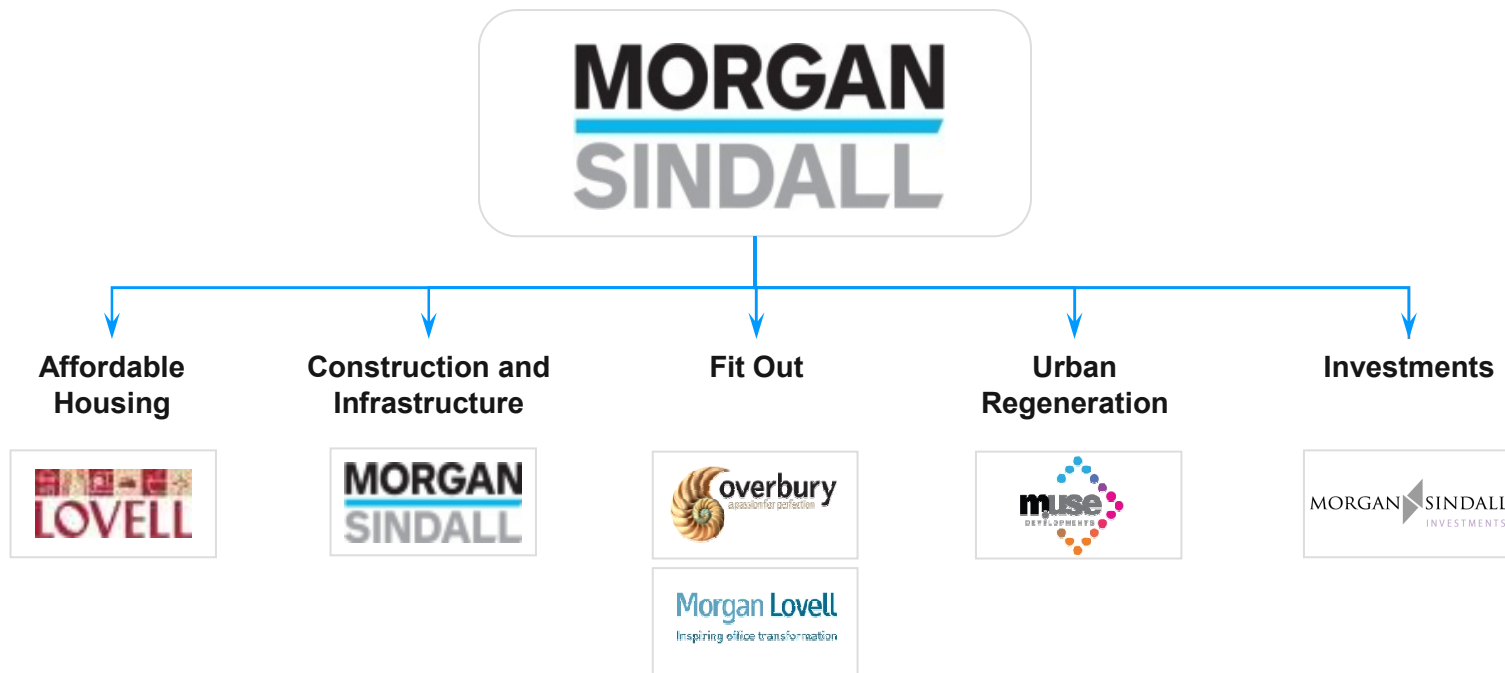 MORGAN
SINDALL
Affordable
Housing
Construction and
Infrastructure
Fit Out
Urban
Regeneration
Investments
LOVELL
MORGAN
SINDALL
overbury
a passion for perfection
muse
DEVELOPMENTS
MORGAN SINDALL
INVESTMENTS
Morgan Lovell
Inspiring office transformation